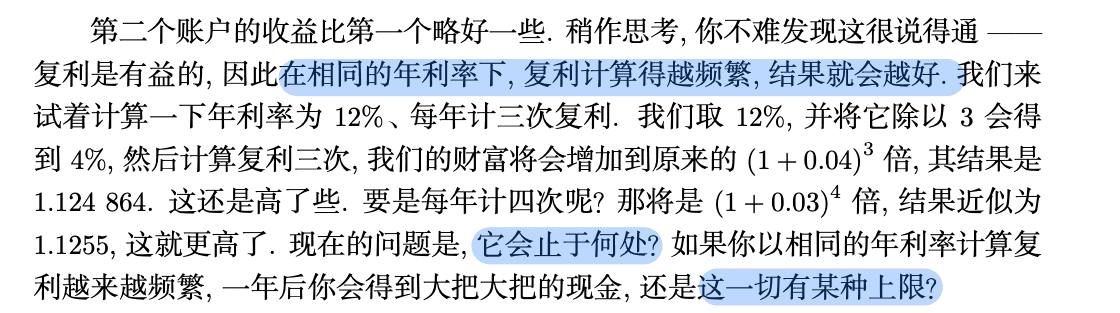 第二个账户的收益比第一个略好一些. 稍作思考, 你不难发现这很说得通 ——
复利是有益的, 因此在相同的年利率下, 复利计算得越频繁, 结果就会越好. 我们来
试着计算一下年利率为 12%、每年计三次复利. 我们取 12%, 并将它除以 3 会得
到 4%, 然后计算复利三次, 我们的财富将会增加到原来的 (1 + 0.04)³ 倍, 其结果是
1.124 864. 这还是高了些. 要是每年计四次呢? 那将是 (1 + 0.03)⁴ 倍, 结果近似为
1.1255, 这就更高了. 现在的问题是, 它会止于何处? 如果你以相同的年利率计算复
利越来越频繁, 一年后你会得到大把大把的现金, 还是这一切有某种上限?